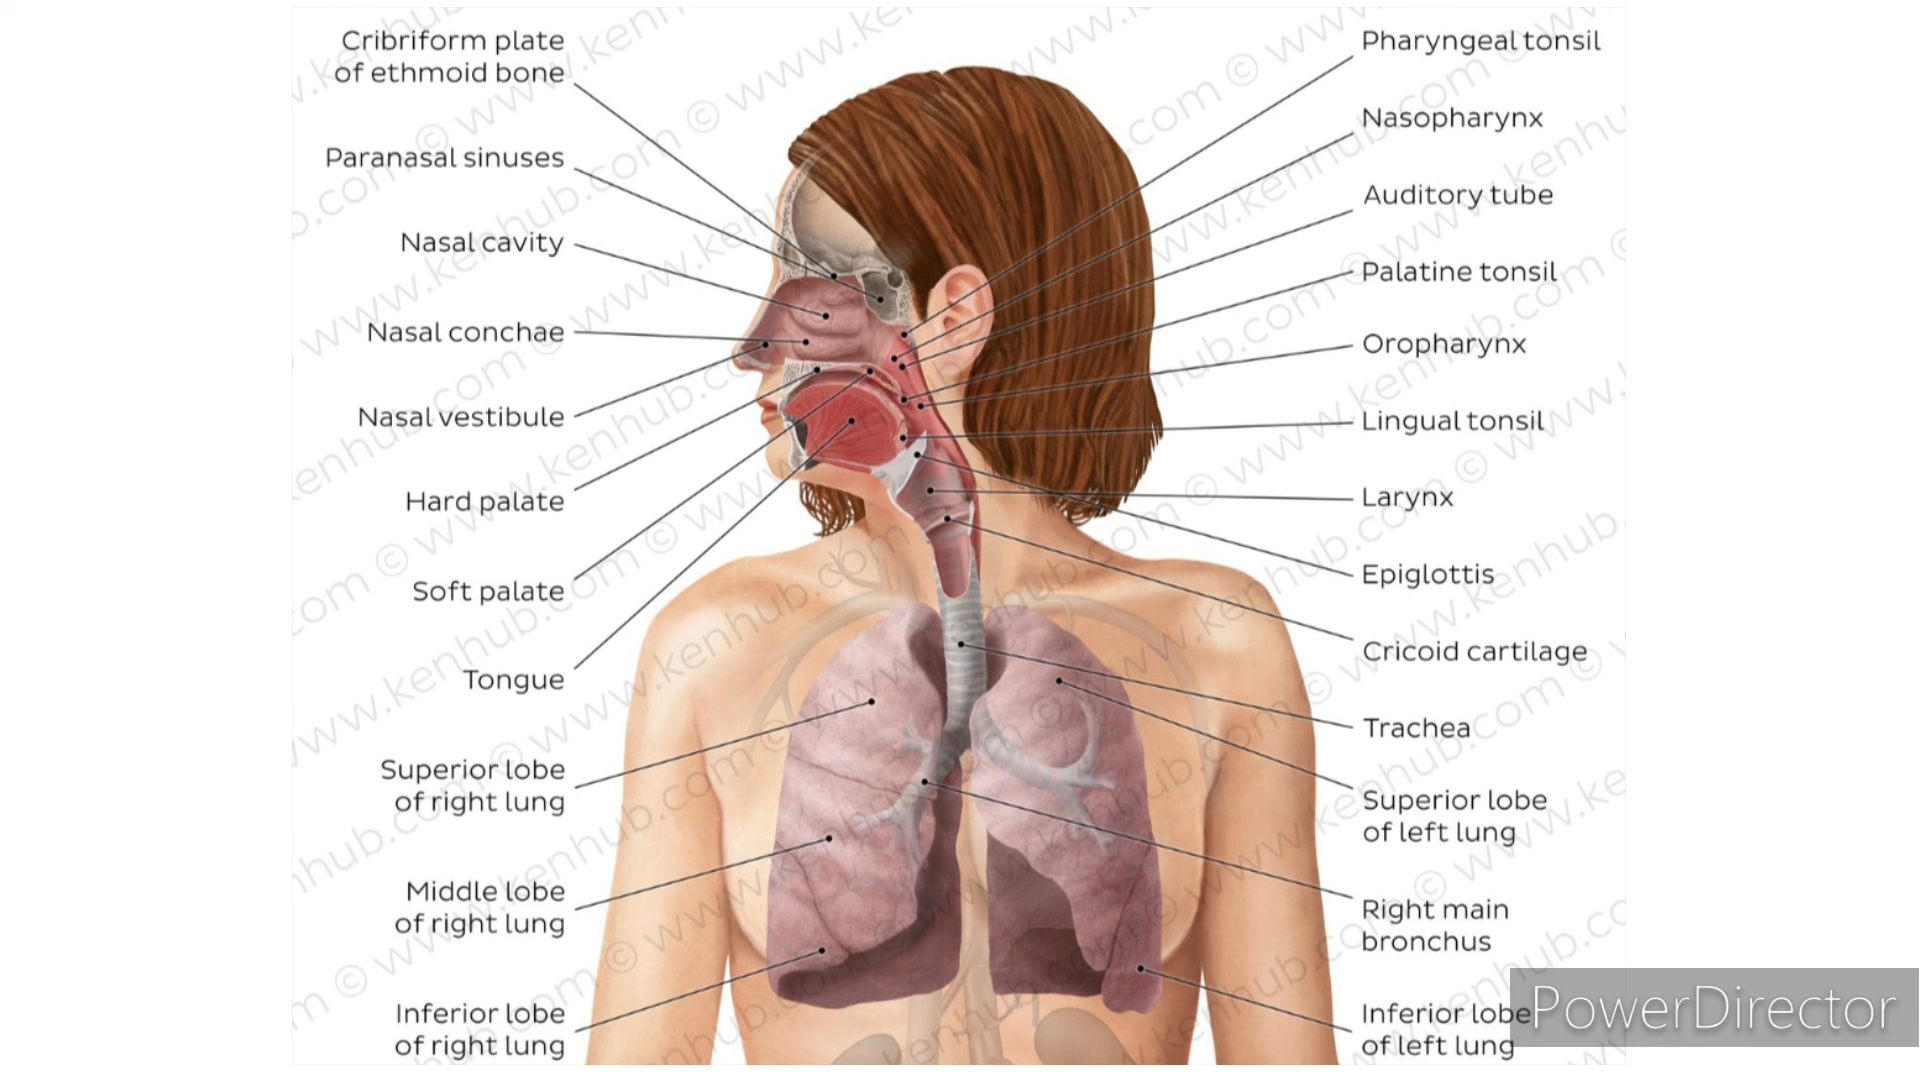 Cribriform plate
of ethmoid bone
Paranasal sinuses
Nasal cavity
Nasal conchae
Nasal vestibule
Hard palate
Soft palate
Tongue
Superior lobe
of right lung
Middle lobe
of right lung
Inferior lobe
of right lung
Pharyngeal tonsil
Nasopharynx
Auditory tube
Palatine tonsil
Oropharynx
Lingual tonsil
Larynx
Epiglottis
Cricoid cartilage
Trachea
Superior lobe
of left lung
Right main
bronchus
Inferior lobe
of left lung
PowerDirector
© www.kenhub.com